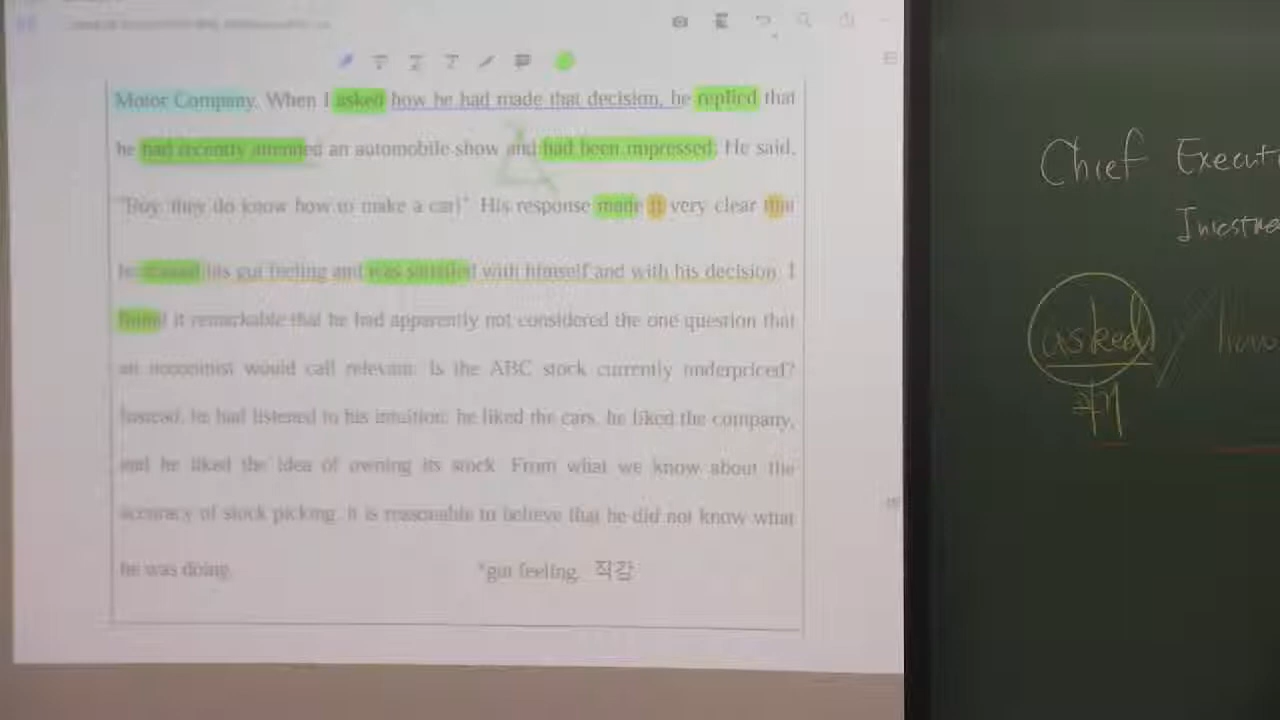 Motor Company. When I asked how he had made that decision, he replied that
he had recently attended an automobile show and had been impressed. He said,
"Boy, they do know how to make a car!" His response made it very clear that
he trusted his gut feeling and was satisfied with himself and with his decision. I
found it remarkable that he had apparently not considered the one question that
an economist would call relevant: Is the ABC stock currently underpriced?
Instead, he had listened to his intuition; he liked the cars, he liked the company,
and he liked the idea of owning its stock. From what we know about the
accuracy of stock picking, it is reasonable to believe that he did not know what
he was doing.
*gut feeling: 직감
Chief Executi
asked how